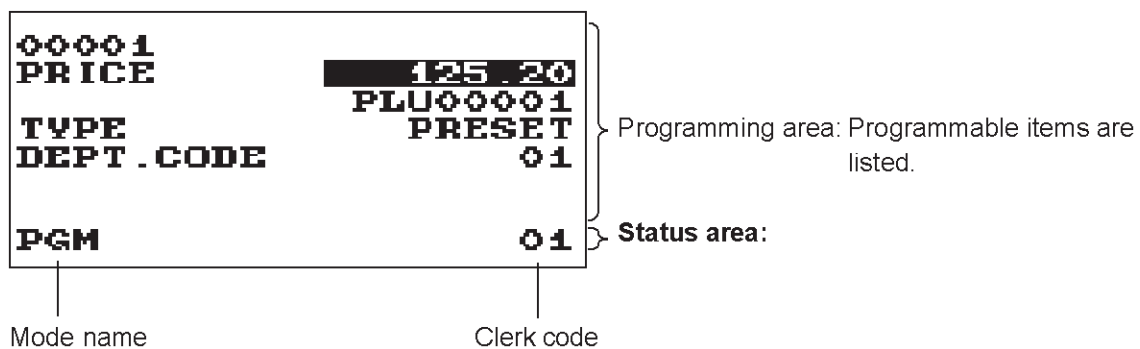 00001
PRICE 125.20
PLU00001
TYPE PRESET
DEPT.CODE 01
Programming area: Programmable items are
listed.
PGM 01
Status area:
Mode name Clerk code